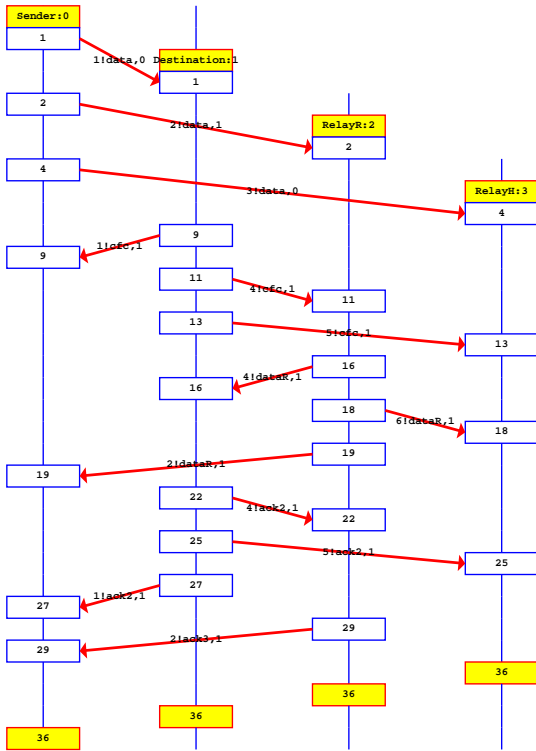 Sender:0
1
1!data,0
Destination:1
1
2
2!data,1
RelayR:2
2
4
3!data,0
RelayH:3
4
9
1!cfc,1
9
11
4!cfc,1
11
13
5!cfc,1
13
16
4!dataR,1
16
18
6!dataR,1
18
19
2!dataR,1
19
22
4!ack2,1
22
25
5!ack2,1
25
27
1!ack2,1
27
29
2!ack3,1
29
36
36
36
36